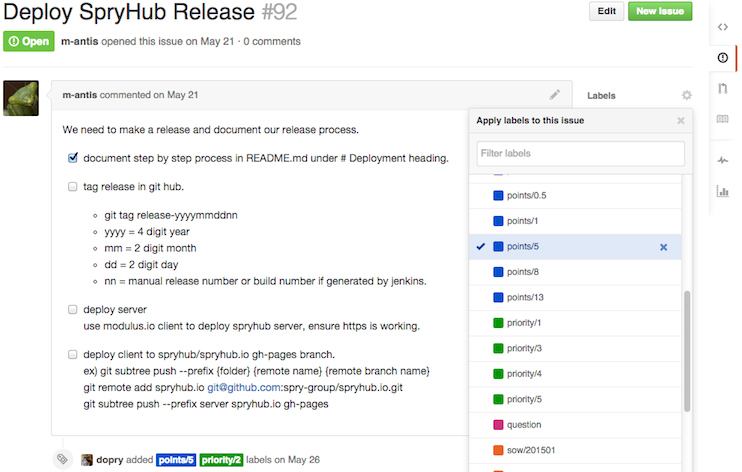 Deploy SpryHub Release #92
Edit
New issue
Open
m-antis opened this issue on May 21 · 0 comments
m-antis commented on May 21
We need to make a release and document our release process.
document step by step process in README.md under # Deployment heading.
tag release in git hub.
git tag release-yyyymmddnn
yyyy = 4 digit year
mm = 2 digit month
dd = 2 digit day
nn = manual release number or build number if generated by jenkins.
deploy server
use modulus.io client to deploy spryhub server, ensure https is working.
deploy client to spryhub/spryhub.io gh-pages branch.
ex) git subtree push --prefix {folder} {remote name} {remote branch name}
git remote add spryhub.io git@github.com:spry-group/spryhub.io.git
git subtree push --prefix server spryhub.io gh-pages
dopry added points/5 priority/2 labels on May 26
Labels
Apply labels to this issue
Filter labels
points/0.5
points/1
points/5
points/8
points/13
priority/1
priority/3
priority/4
priority/5
question
sow/201501